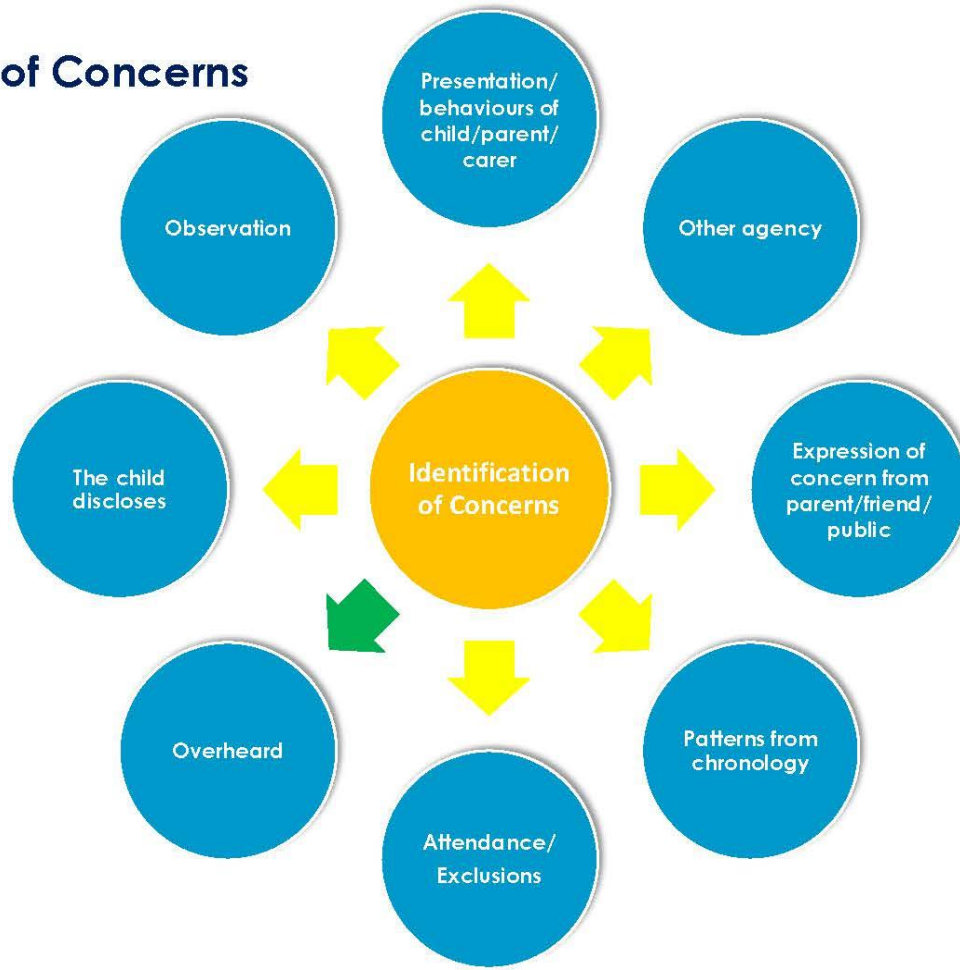 of Concerns
Presentation/
behaviours of
child/parent/
carer
Other agency
Expression of
concern from
parent/friend/
public
Patterns from
chronology
Attendance/
Exclusions
Overheard
The child
discloses
Observation
Identification
of Concerns